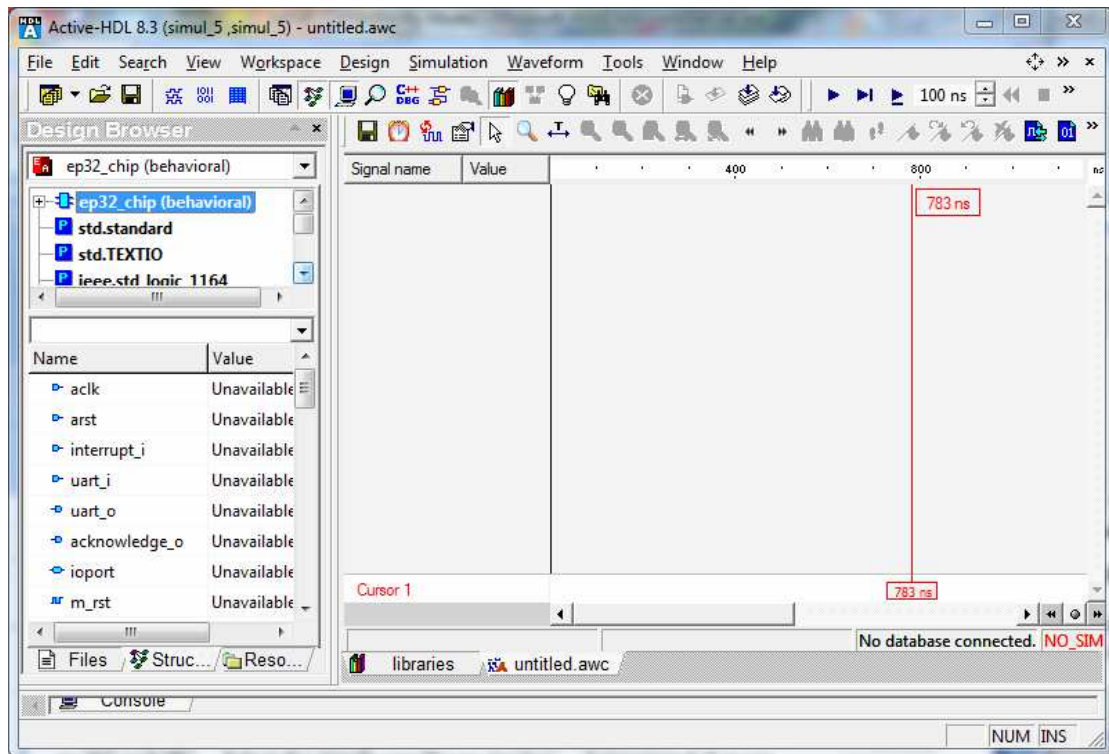 Active-HDL 8.3 (simul_5 ,simul_5) - untitled.awc
File Edit Search View Workspace Design Simulation Waveform Tools Window Help
100 ns
Design Browser
ep32_chip (behavioral)
ep32_chip (behavioral)
std.standard
std.TEXTIO
ieee.std_logic_1164
Name Value
aclk Unavailable
arst Unavailable
interrupt_i Unavailable
uart_i Unavailable
uart_o Unavailable
acknowledge_o Unavailable
ioport Unavailable
m_rst Unavailable
Files Struc... Reso...
Signal name Value 400 800 ns
783 ns
Cursor 1 783 ns
No database connected. NO_SIM
libraries untitled.awc
Console
NUM INS